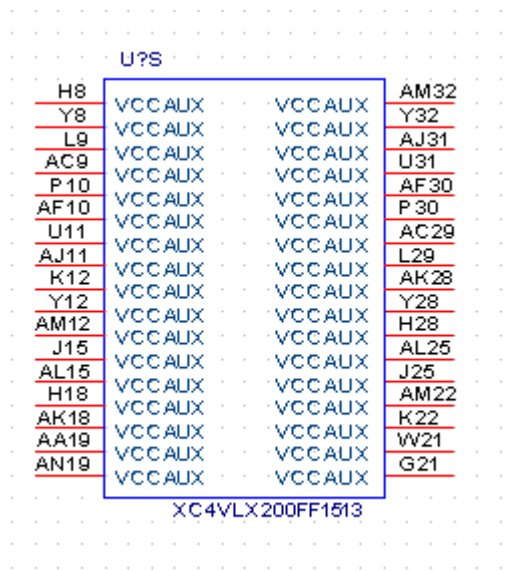 U?S
H8 VCCAUX VCCAUX AM32
Y8 VCCAUX VCCAUX Y32
L9 VCCAUX VCCAUX AJ31
AC9 VCCAUX VCCAUX U31
P10 VCCAUX VCCAUX AF30
AF10 VCCAUX VCCAUX P30
U11 VCCAUX VCCAUX AC29
AJ11 VCCAUX VCCAUX L29
K12 VCCAUX VCCAUX AK28
Y12 VCCAUX VCCAUX Y28
AM12 VCCAUX VCCAUX H28
J15 VCCAUX VCCAUX AL25
AL15 VCCAUX VCCAUX J25
H18 VCCAUX VCCAUX AM22
AK18 VCCAUX VCCAUX K22
AA19 VCCAUX VCCAUX W21
AN19 VCCAUX VCCAUX G21
XC4VLX200FF1513